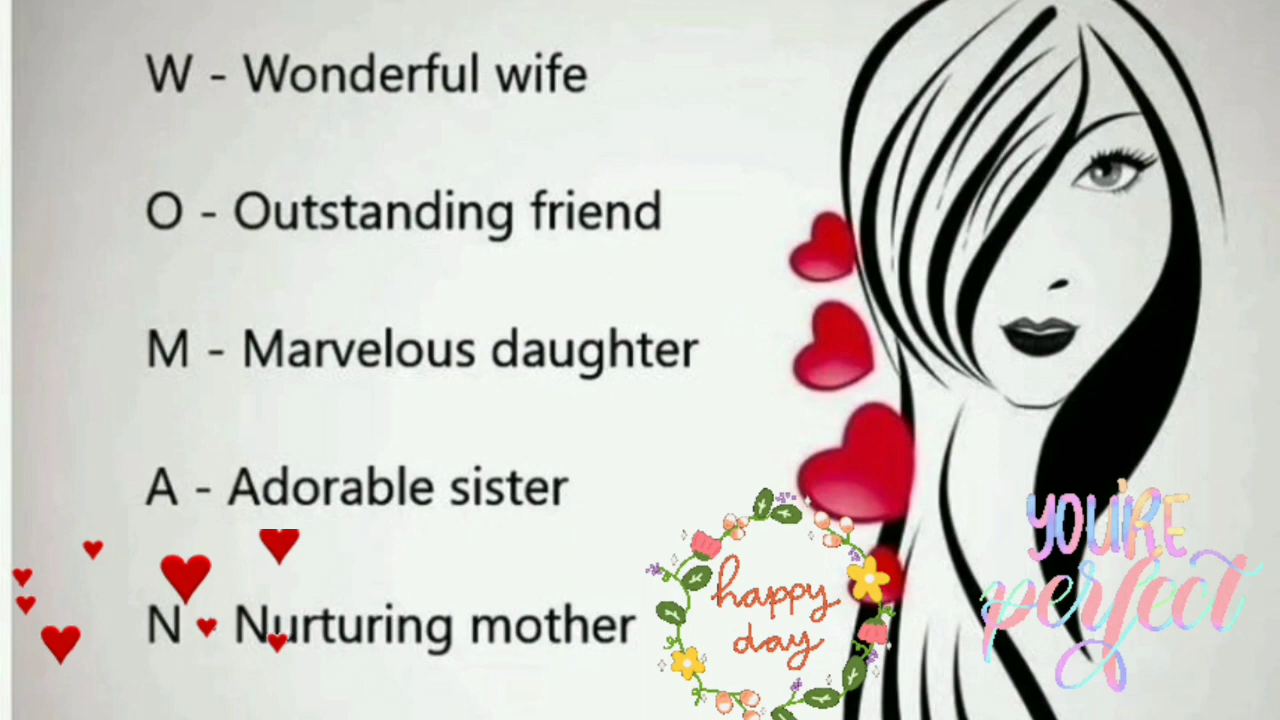 W - Wonderful wife
O - Outstanding friend
M - Marvelous daughter
A - Adorable sister
N - Nurturing mother
happy
day
YOU'RE
perfect